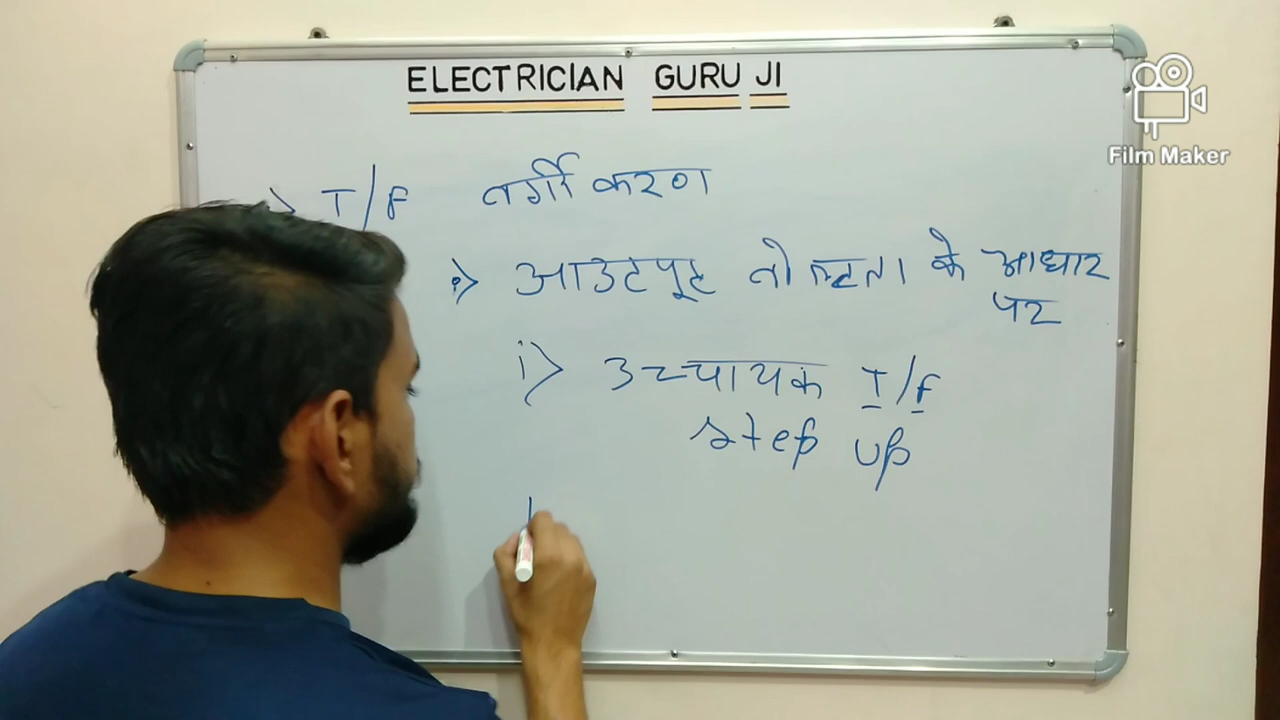 ELECTRICIAN GURU JI
Film Maker
T/F वर्गीकरण
आउटपुट वोल्टता के आधार
पर
i> उच्चायक T/F
step up